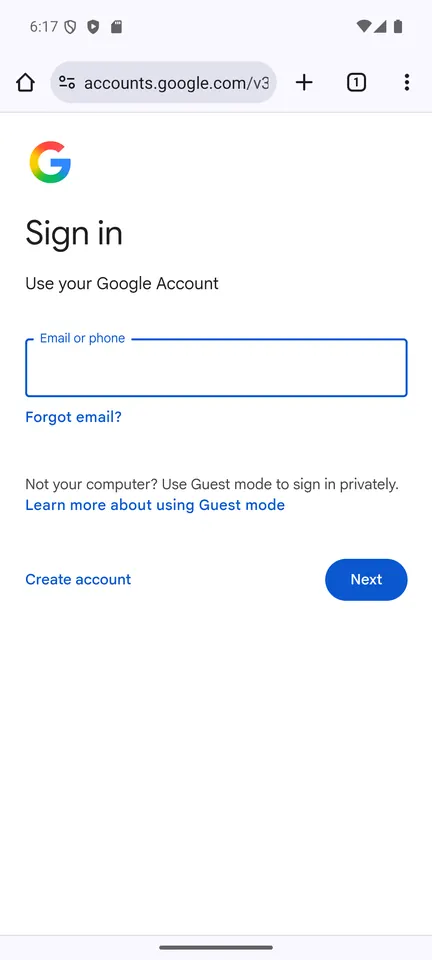 6:17
accounts.google.com/v3
1
Sign in
Use your Google Account
Email or phone
Forgot email?
Not your computer? Use Guest mode to sign in privately.
Learn more about using Guest mode
Create account
Next